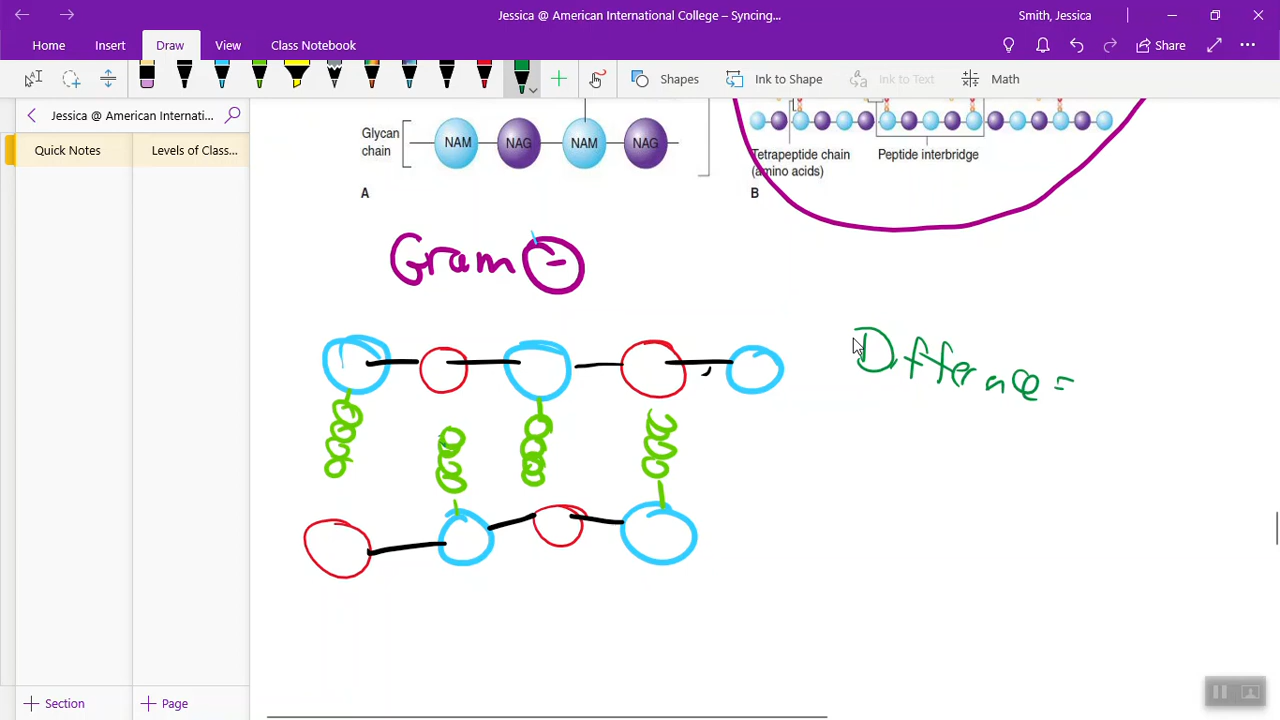 Jessica @ American International College – Syncing...
Smith, Jessica
Home Insert Draw View Class Notebook
Share
Shapes Ink to Shape Ink to Text Math
Jessica @ American Internati...
Quick Notes Levels of Class...
Glycan
chain
NAM NAG NAM NAG
A
Tetrapeptide chain
(amino acids)
Peptide interbridge
B
Gram -
Difference =
+ Section + Page